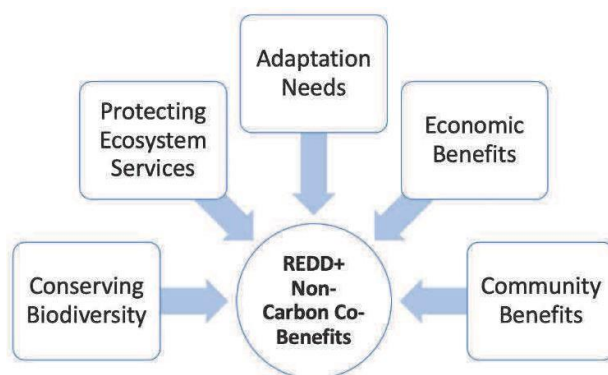 Adaptation
Needs
Protecting
Ecosystem
Services
Economic
Benefits
Conserving
Biodiversity
REDD+
Non-
Carbon Co-
Benefits
Community
Benefits